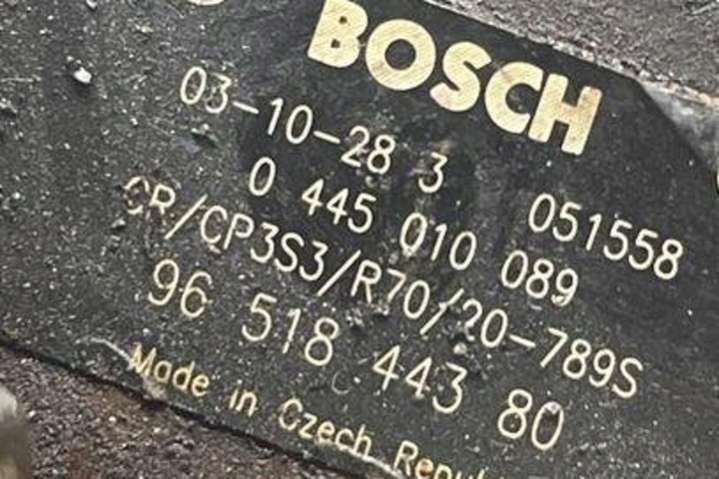 BOSCH
03-10-28 3 051558
0 445 010 089
CR/CP3S3/R70/20-789S
96 518 443 80
Made in Czech